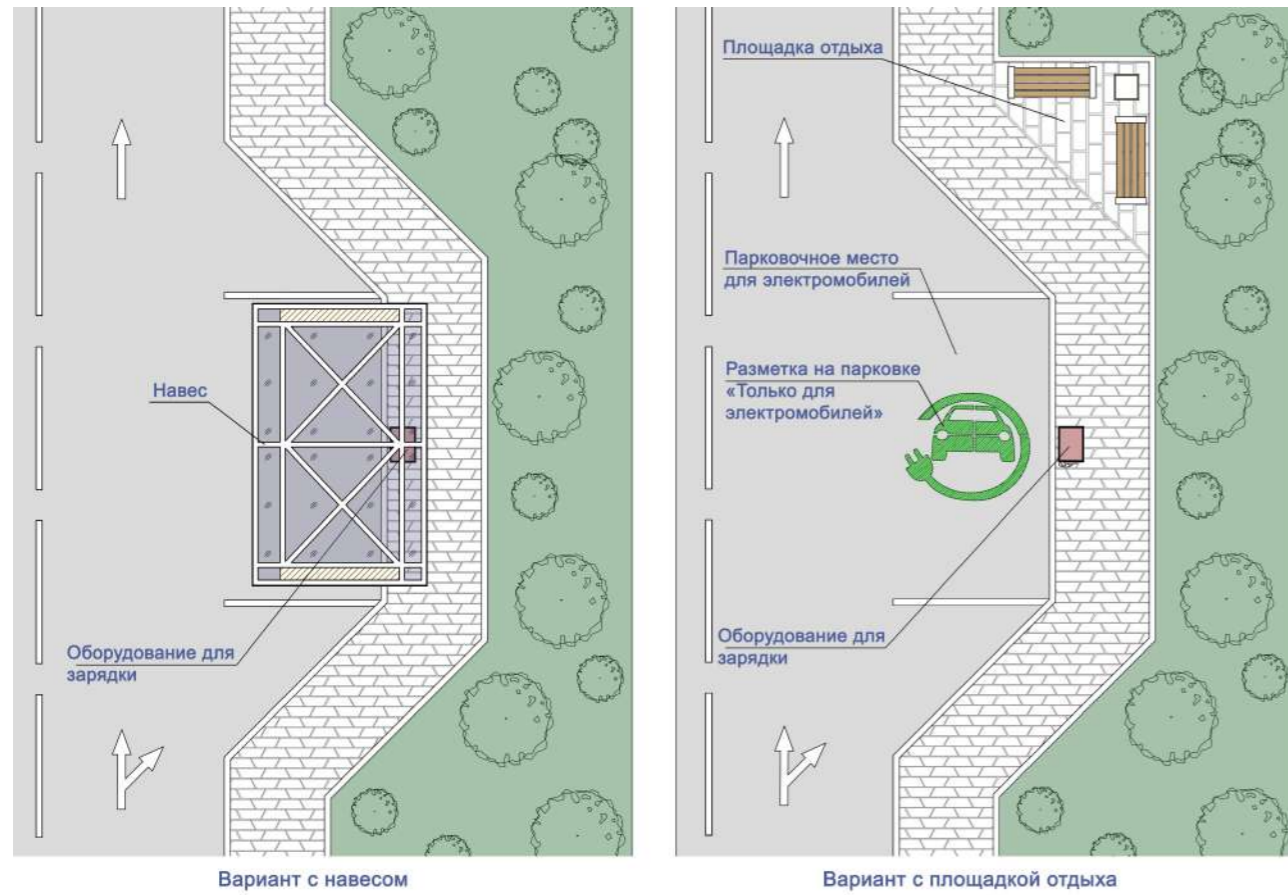 Навес
Оборудование для
зарядки
Вариант с навесом
Площадка отдыха
Парковочное место
для электромобилей
Разметка на парковке
«Только для
электромобилей»
Оборудование для
зарядки
Вариант с площадкой отдыха